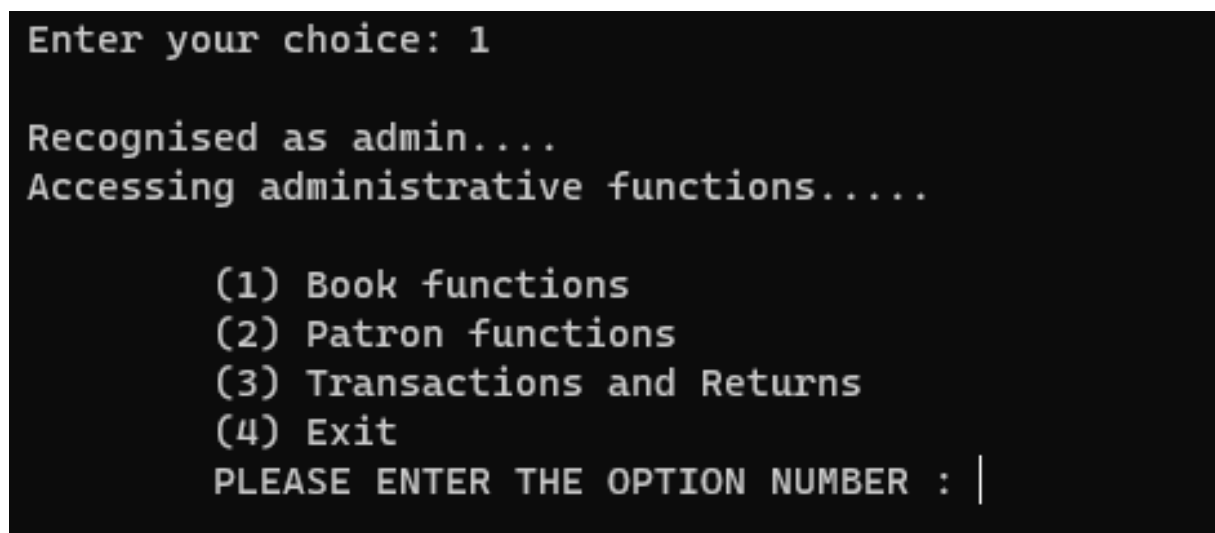 Enter your choice: 1
Recognised as admin....
Accessing administrative functions.....
(1) Book functions
(2) Patron functions
(3) Transactions and Returns
(4) Exit
PLEASE ENTER THE OPTION NUMBER :